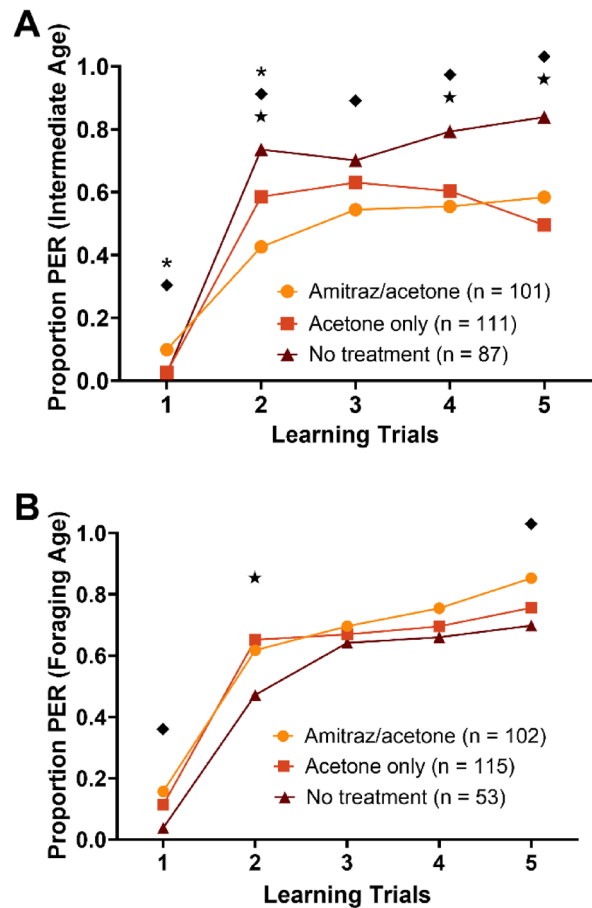 A
Proportion PER (Intermediate Age)
1.0
0.8
0.6
0.4
0.2
0.0
*
*
Amitraz/acetone (n = 101)
Acetone only (n = 111)
No treatment (n = 87)
1 2 3 4 5
Learning Trials
B
Proportion PER (Foraging Age)
1.0
0.8
0.6
0.4
0.2
0.0
Amitraz/acetone (n = 102)
Acetone only (n = 115)
No treatment (n = 53)
1 2 3 4 5
Learning Trials